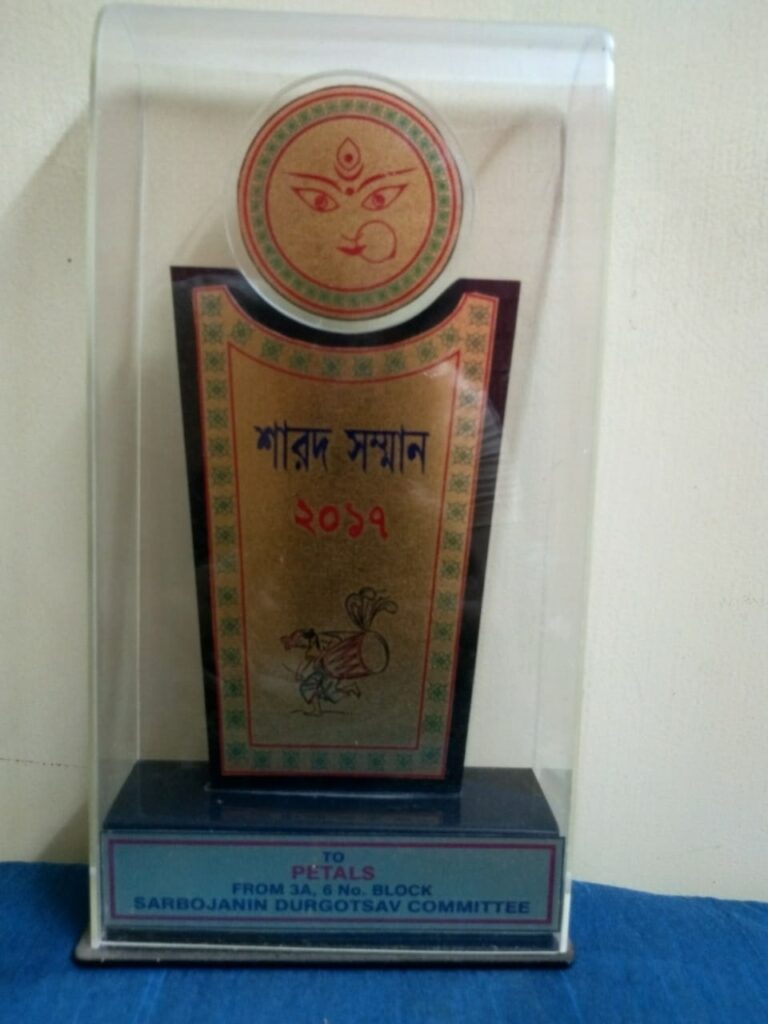 শারদ সম্মান
২০১৭
TO
PETALS
FROM 3A, 6 No. BLOCK
SARBOJANIN DURGOTSAV COMMITTEE